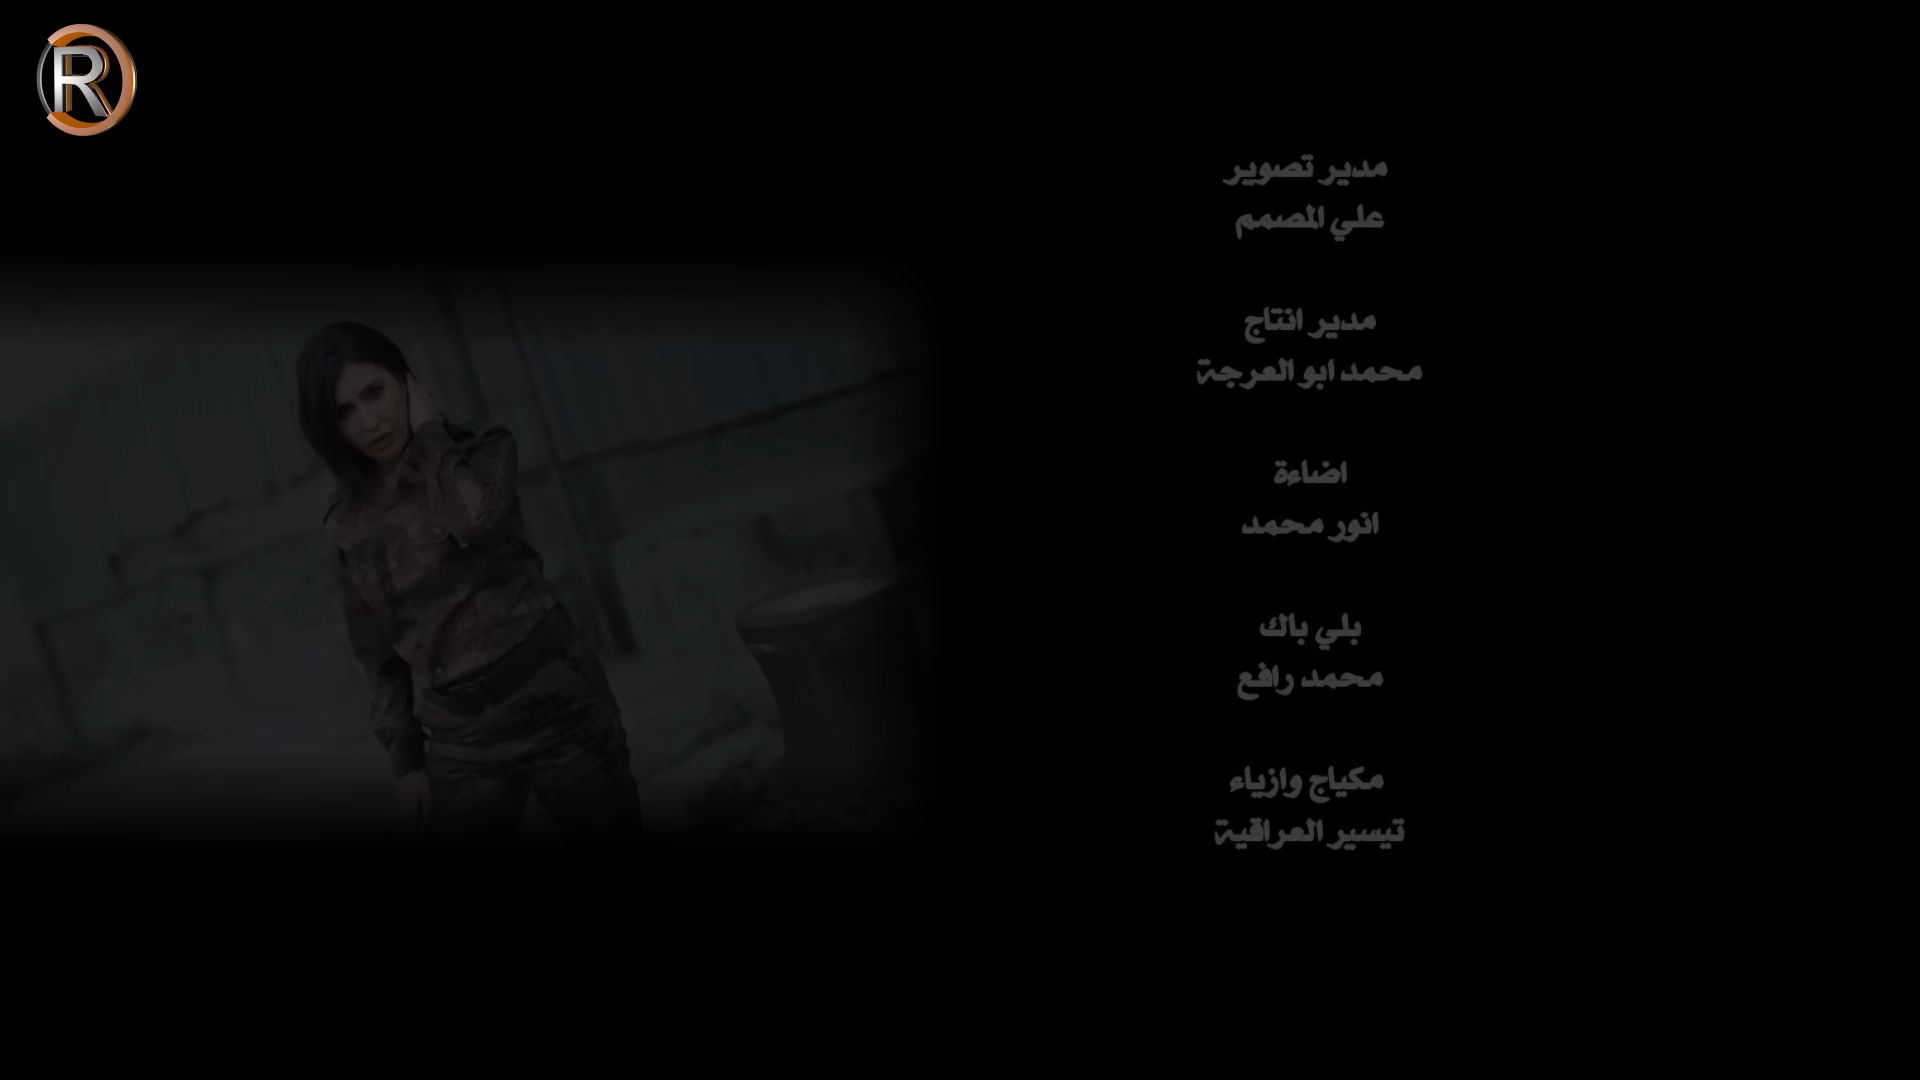 R
مدير تصوير
علي المصمم
مدير انتاج
محمد ابو العرجة
اضاءة
انور محمد
بلي باك
محمد رافع
مكياج وازياء
تيسير العراقية